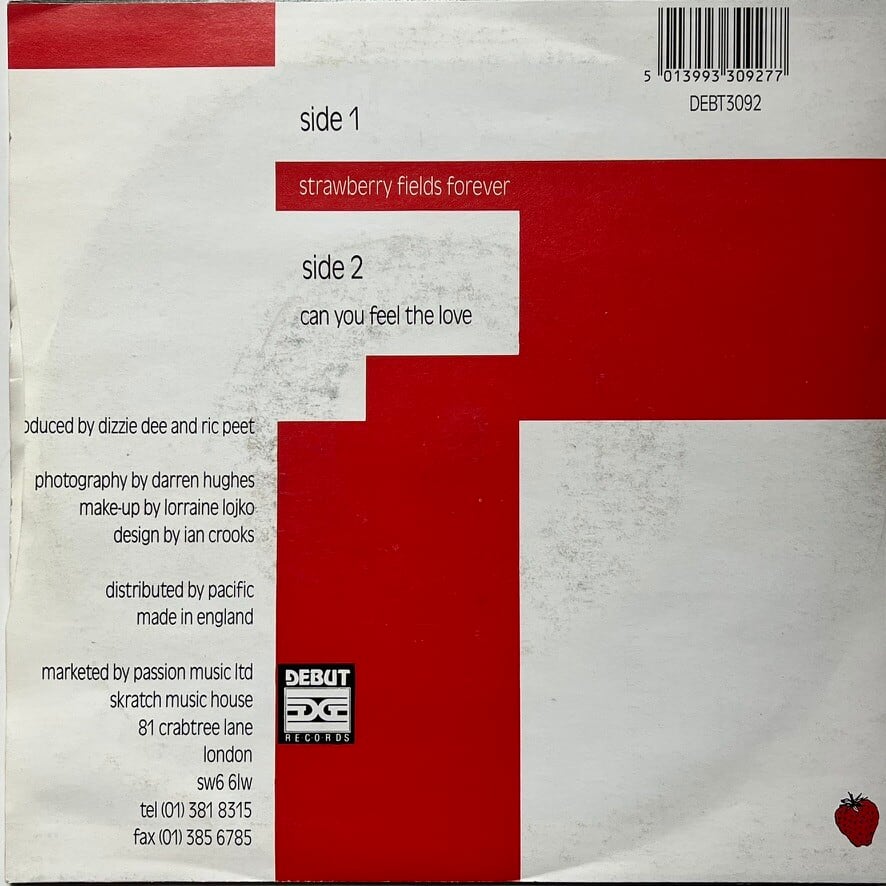 5 013993 309277
DEBT3092
side 1
strawberry fields forever
side 2
can you feel the love
oduced by dizzie dee and ric peet
photography by darren hughes
make-up by lorraine lojko
design by ian crooks
distributed by pacific
made in england
marketed by passion music ltd
skratch music house
81 crabtree lane
london
sw6 6lw
tel (01) 381 8315
fax (01) 385 6785
DEBUT
RECORDS